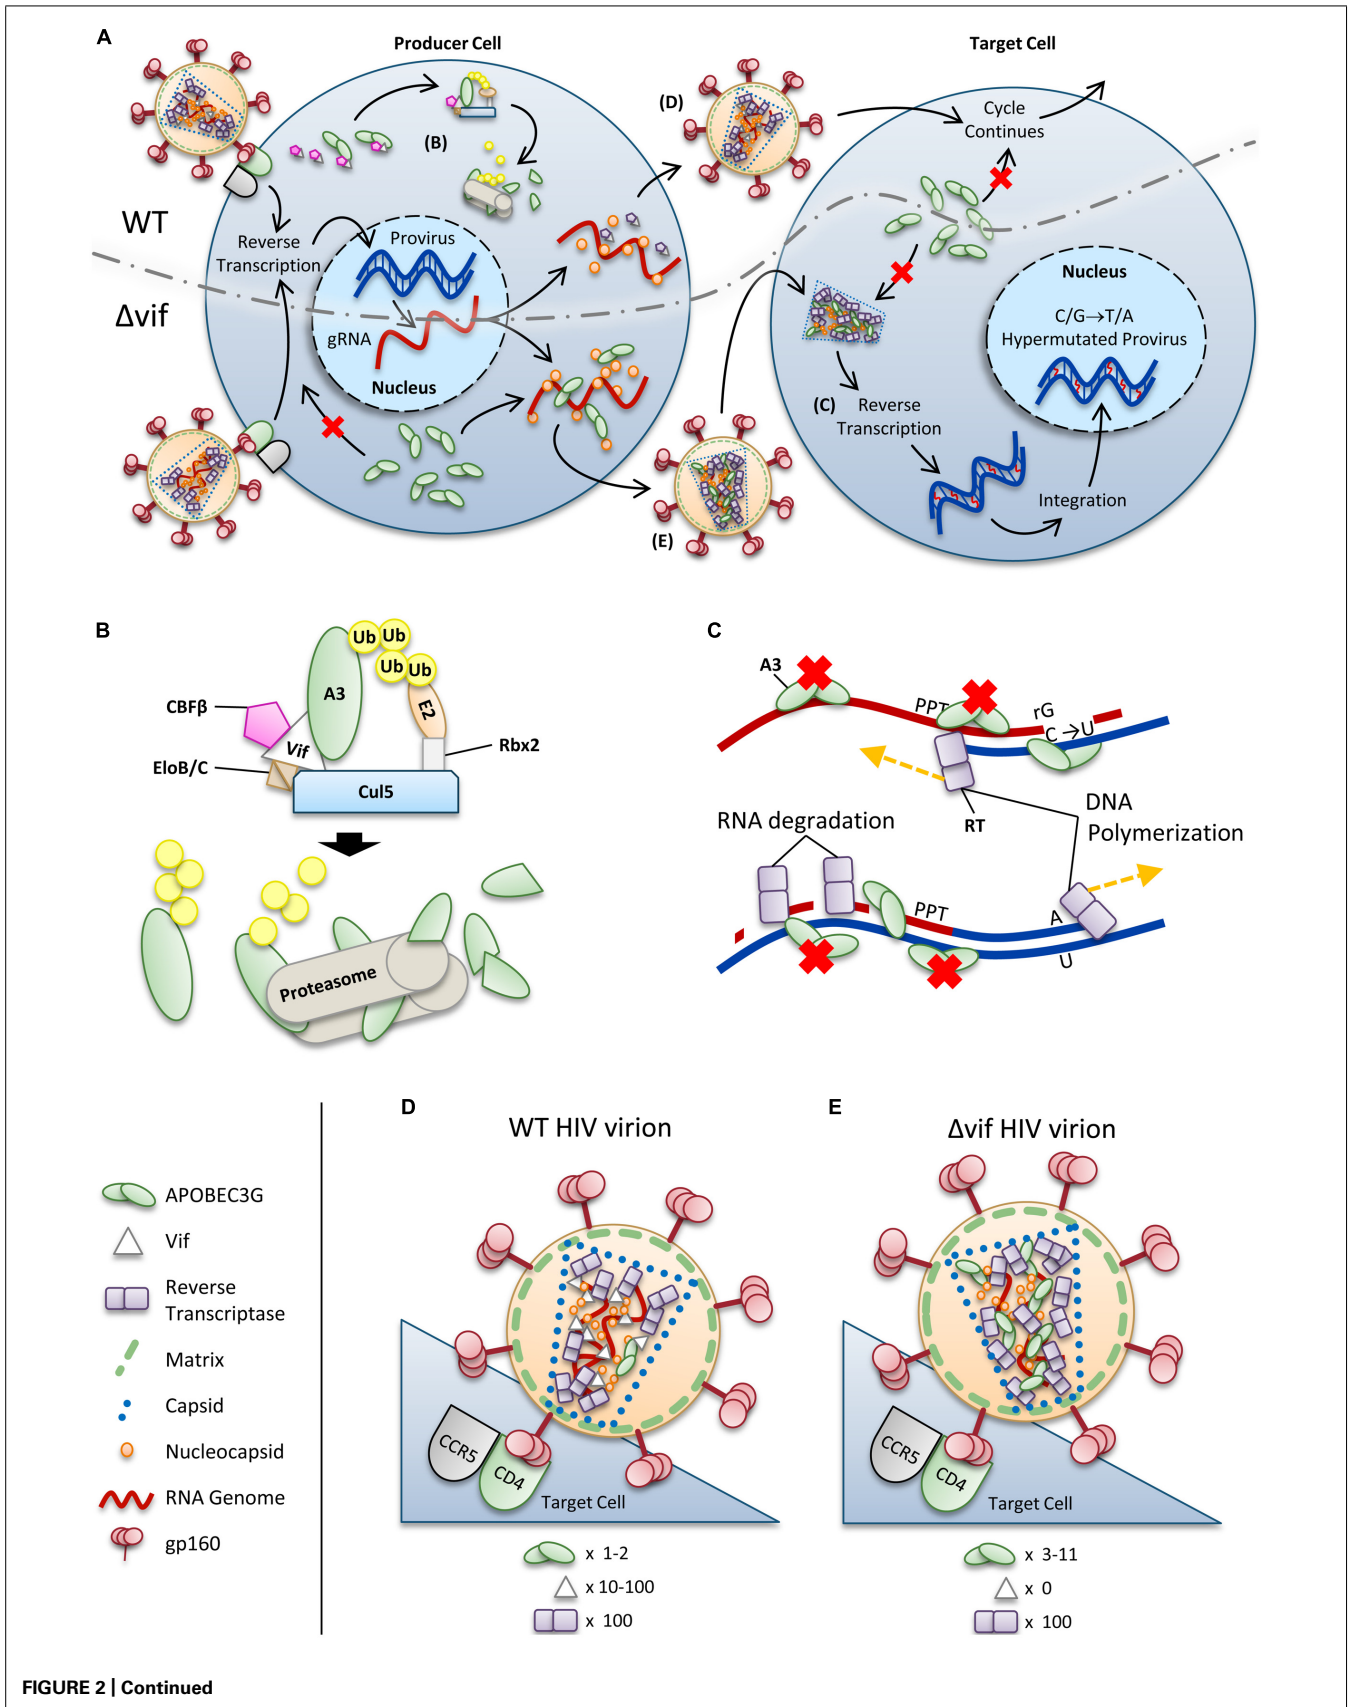 A
Producer Cell
Target Cell
(D)
Cycle
Continues
(B)
WT
Reverse
Transcription
Provirus
Δvif
gRNA
Nucleus
Nucleus
C/G→T/A
Hypermutated Provirus
(C)
Reverse
Transcription
Integration
(E)
B
Ub Ub
Ub Ub
A3
E2
CBFβ
Vif
Rbx2
EloB/C
Cul5
Proteasome
C
A3
PPT
rG
C →U
RT
DNA
Polymerization
RNA degradation
PPT
A
U
APOBEC3G
Vif
Reverse
Transcriptase
Matrix
Capsid
Nucleocapsid
RNA Genome
gp160
D
WT HIV virion
CCR5
CD4
Target Cell
x 1-2
x 10-100
x 100
E
Δvif HIV virion
CCR5
CD4
Target Cell
x 3-11
x 0
x 100
FIGURE 2 | Continued